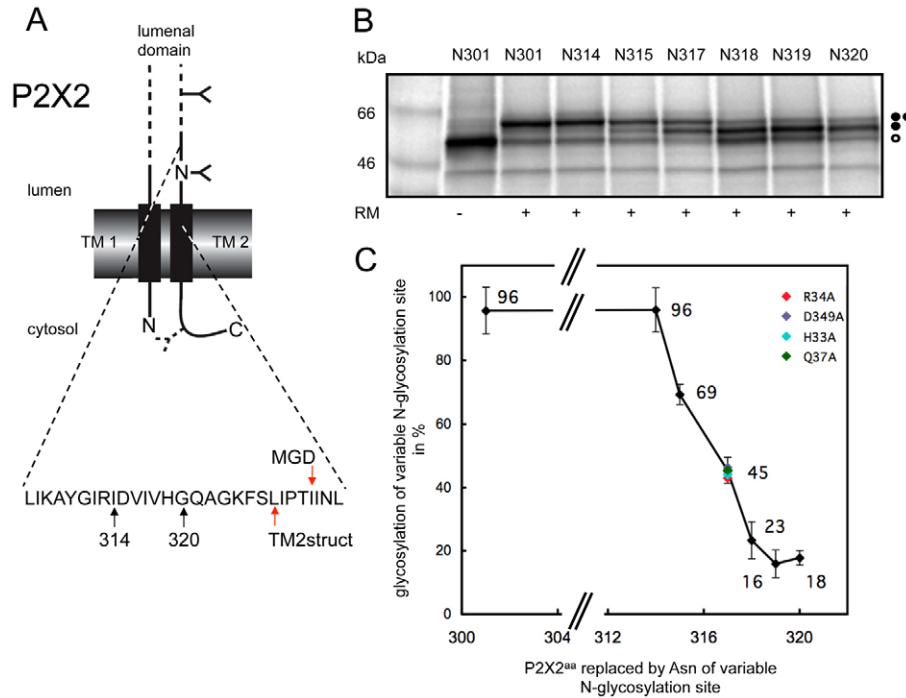 A
lumenal
domain
P2X2
N
lumen
TM 1
TM 2
cytosol
N
C
MGD
LIKAYGIRIDVIVHGQAGKFSLIPTIINL
314
320
TM2struct
B
kDa
N301 N301 N314 N315 N317 N318 N319 N320
66
46
RM - + + + + + + +
C
glycosylation of variable N-glycosylation site
in %
100
80
60
40
20
0
96
96
69
45
23
16
18
R34A
D349A
H33A
Q37A
300 304 312 316 320
P2X2aa replaced by Asn of variable
N-glycosylation site